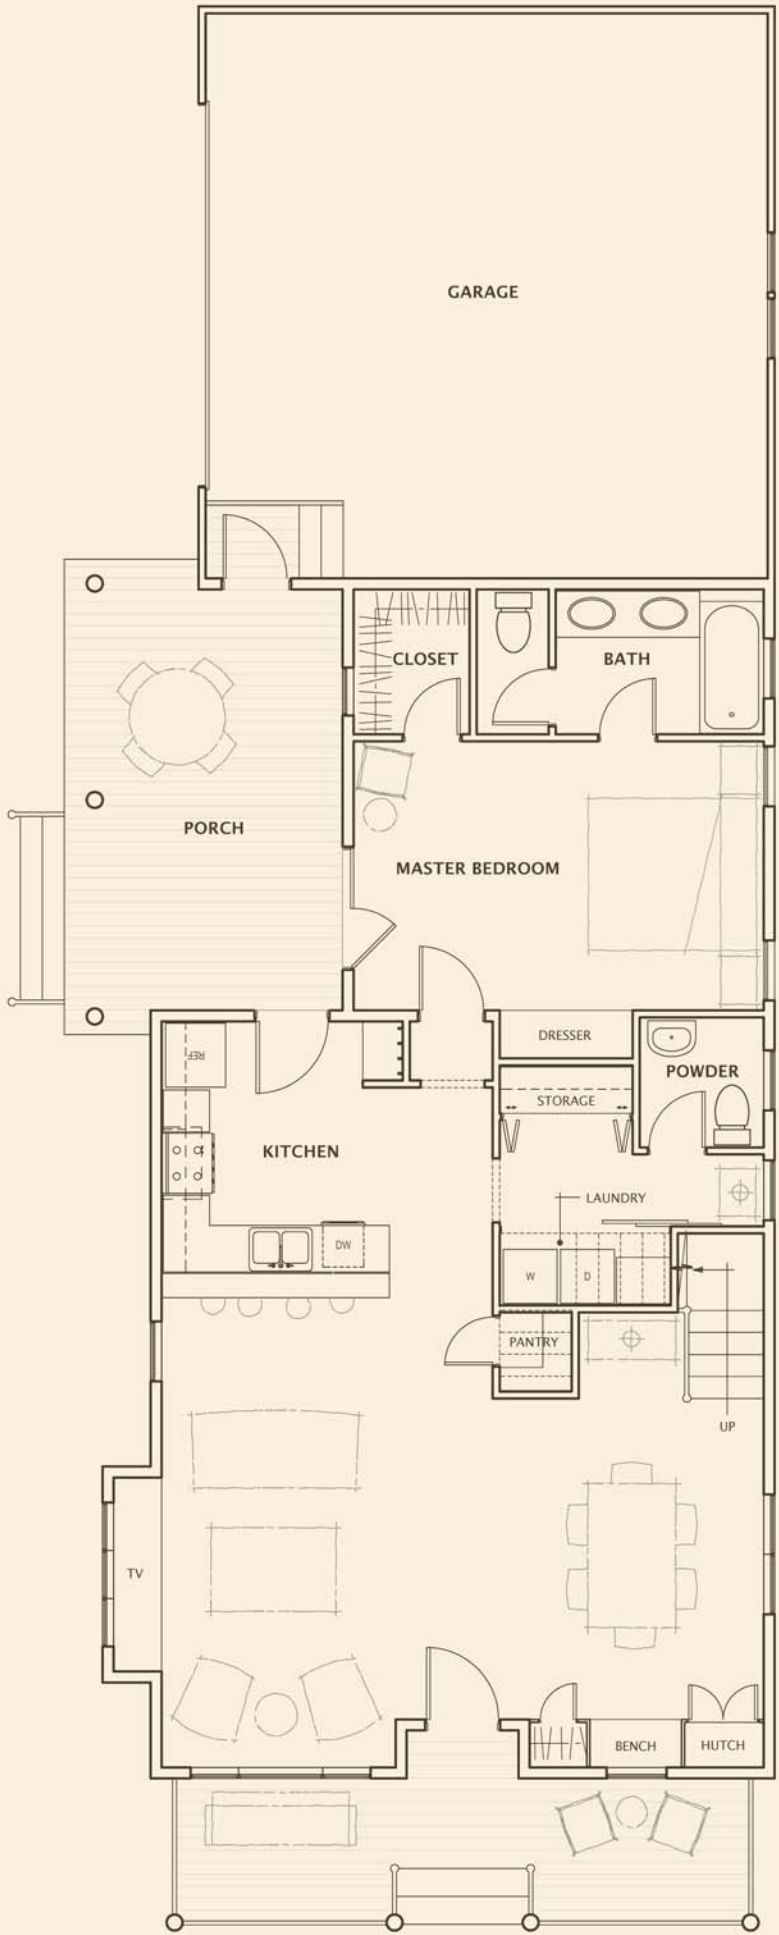 GARAGE
CLOSET
BATH
PORCH
MASTER BEDROOM
DRESSER
REF
POWDER
STORAGE
KITCHEN
LAUNDRY
DW
W
D
PANTRY
UP
TV
BENCH
HUTCH